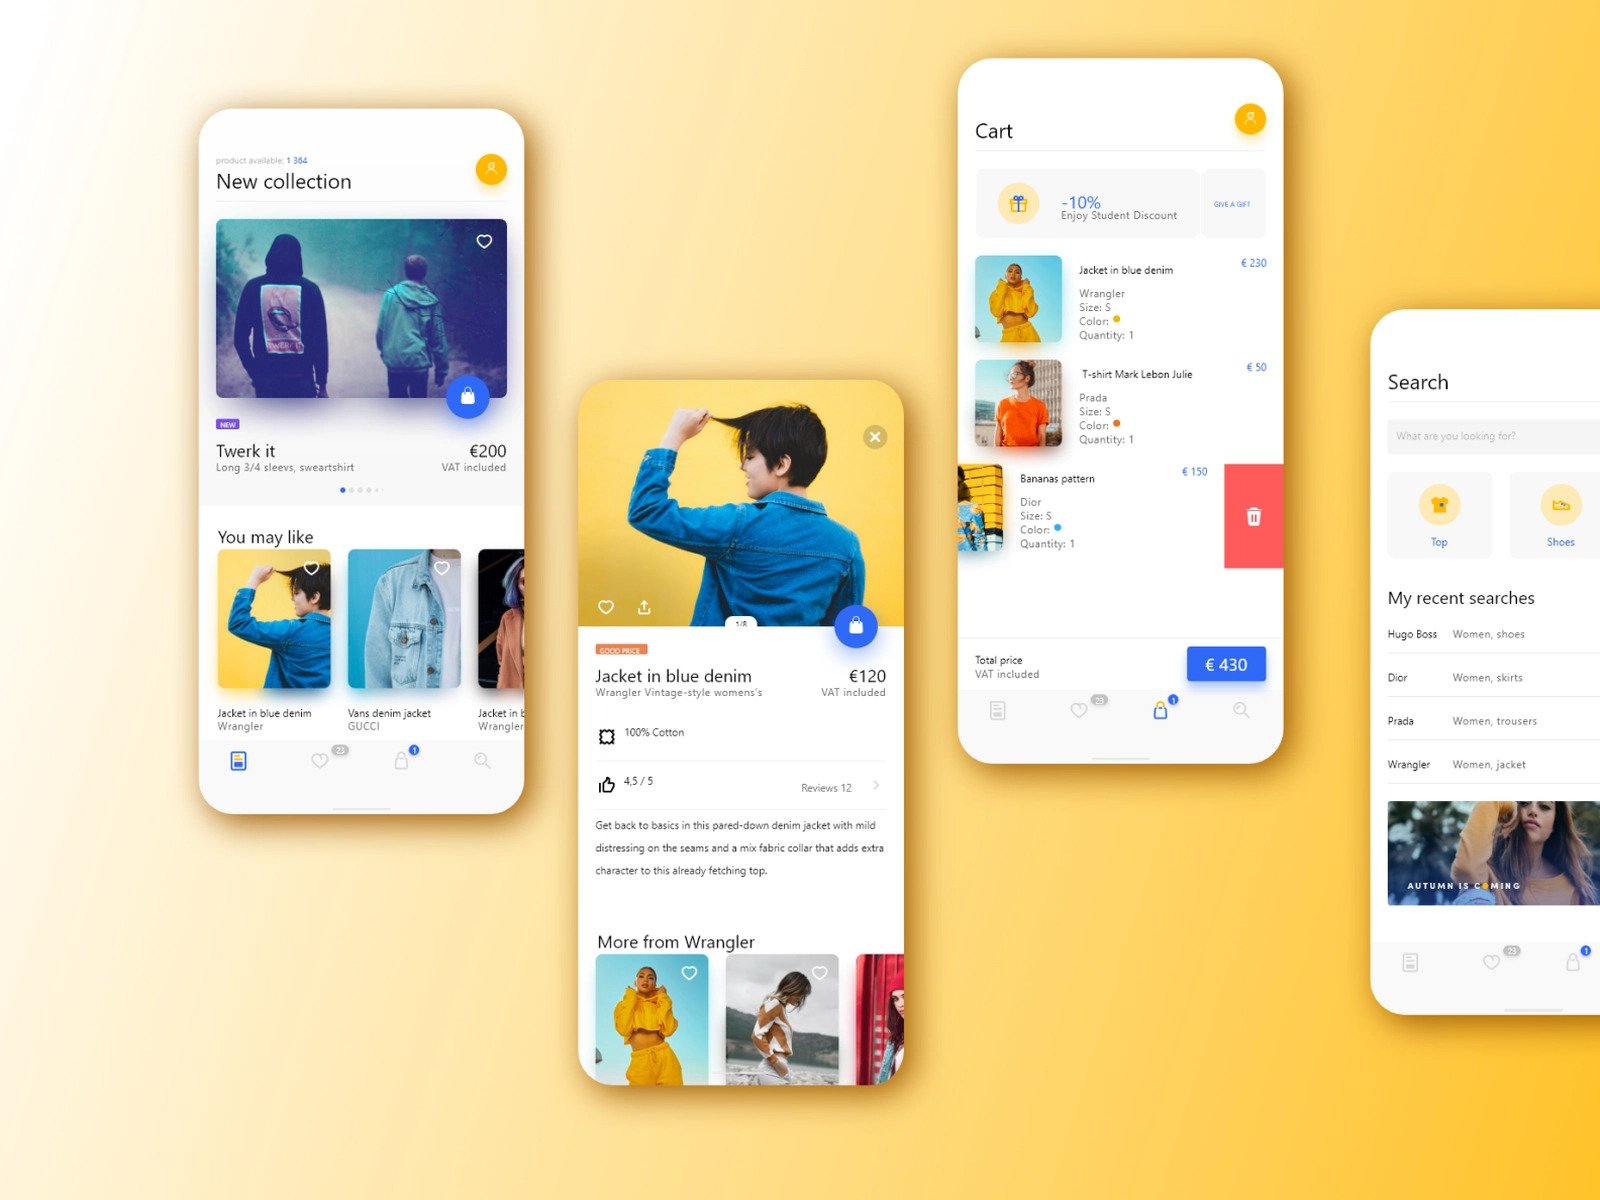 product available: 1 364
New collection
TWERK IT
NEW
Twerk it
€200
Long 3/4 sleevs, sweartshirt
VAT included
You may like
Jacket in blue denim
Wrangler
Vans denim jacket
GUCCI
Jacket in b
Wrangler
23
1
1/8
GOOD PRICE
Jacket in blue denim
€120
Wrangler Vintage-style womens's
VAT included
100% Cotton
4,5 / 5
Reviews 12
Get back to basics in this pared-down denim jacket with mild
distressing on the seams and a mix fabric collar that adds extra
character to this already fetching top.
More from Wrangler
Cart
-10%
Enjoy Student Discount
GIVE A GIFT
Jacket in blue denim
€ 230
Wrangler
Size: S
Color:
Quantity: 1
T-shirt Mark Lebon Julie
€ 50
Prada
Size: S
Color:
Quantity: 1
Bananas pattern
€ 150
Dior
Size: S
Color:
Quantity: 1
Total price
VAT included
€ 430
23
1
Search
What are you looking for?
Top
Shoes
My recent searches
Hugo Boss
Women, shoes
Dior
Women, skirts
Prada
Women, trousers
Wrangler
Women, jacket
AUTUMN IS COMING
23
1